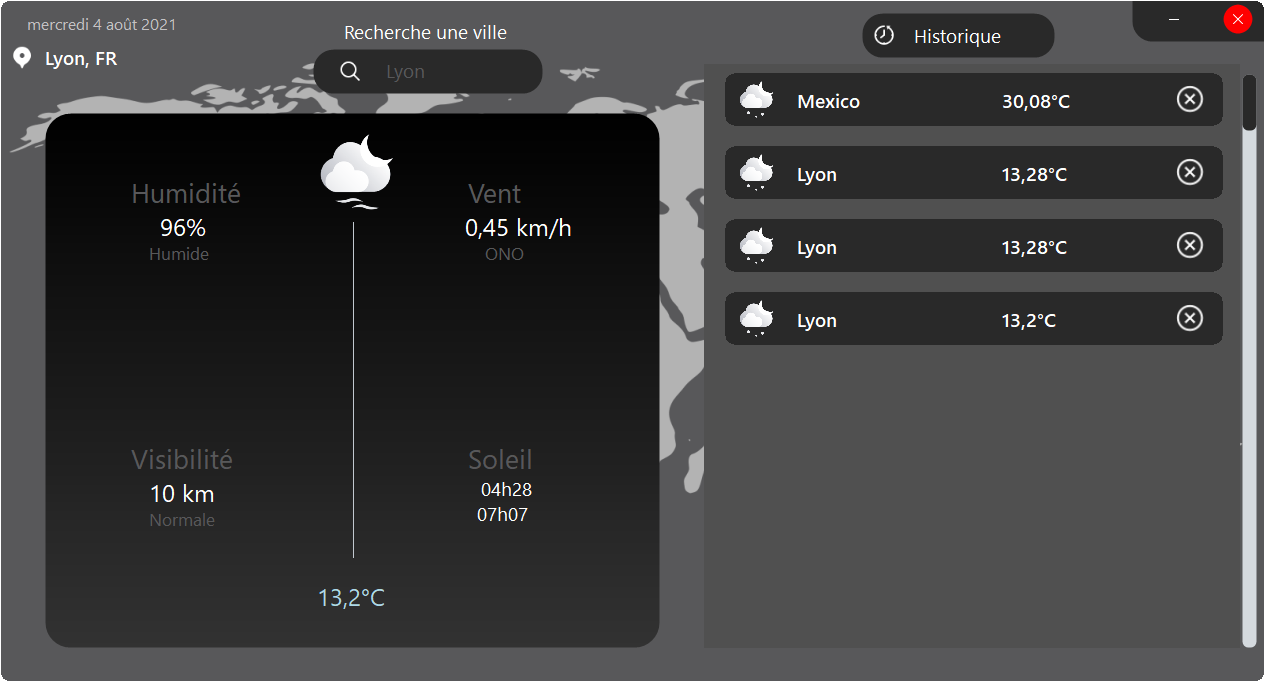 mercredi 4 août 2021
Lyon, FR
Recherche une ville
Lyon
Historique
Humidité
96%
Humide
Vent
0,45 km/h
ONO
Visibilité
10 km
Normale
Soleil
04h28
07h07
13,2°C
Mexico 30,08°C
Lyon 13,28°C
Lyon 13,28°C
Lyon 13,2°C